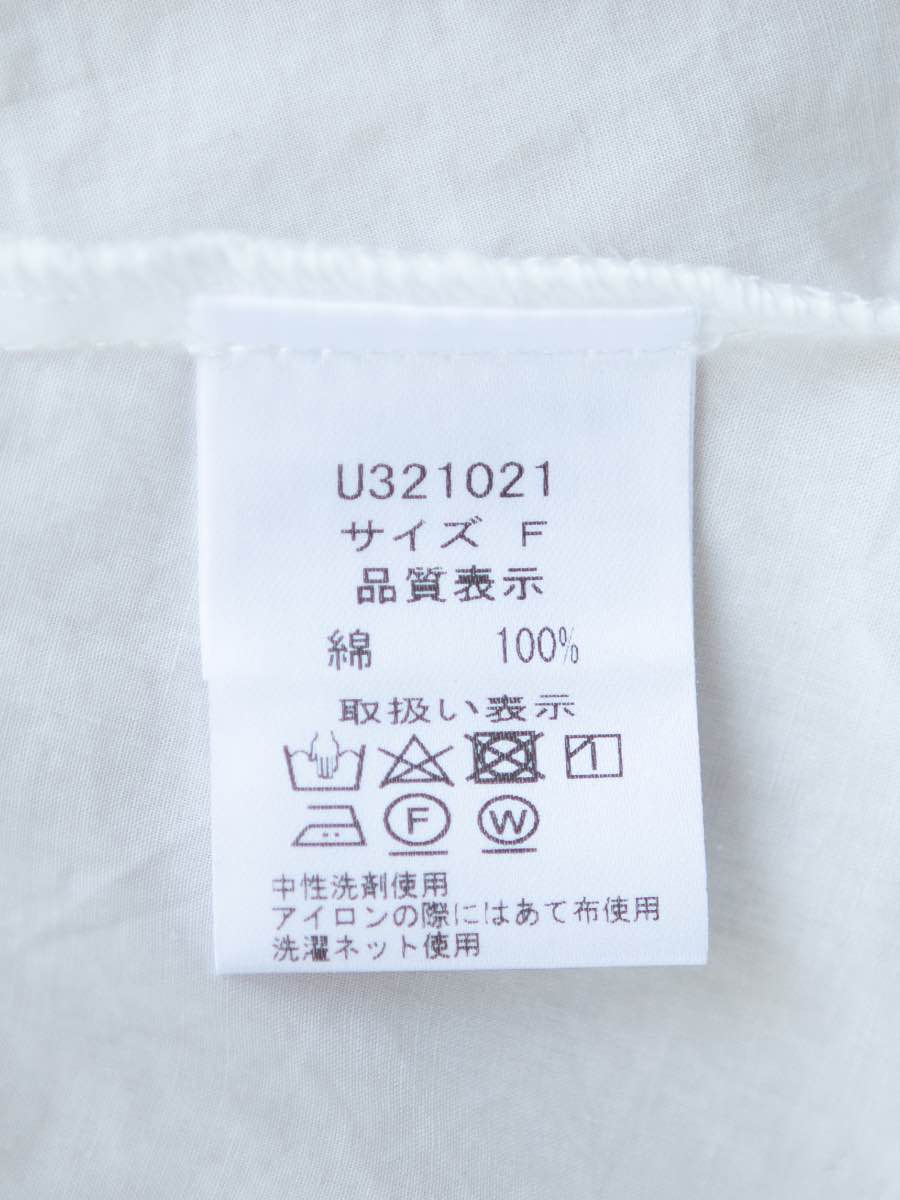 U321021
サイズ F
品質表示
綿 100%
取扱い表示
F W
中性洗剤使用
アイロンの際にはあて布使用
洗濯ネット使用